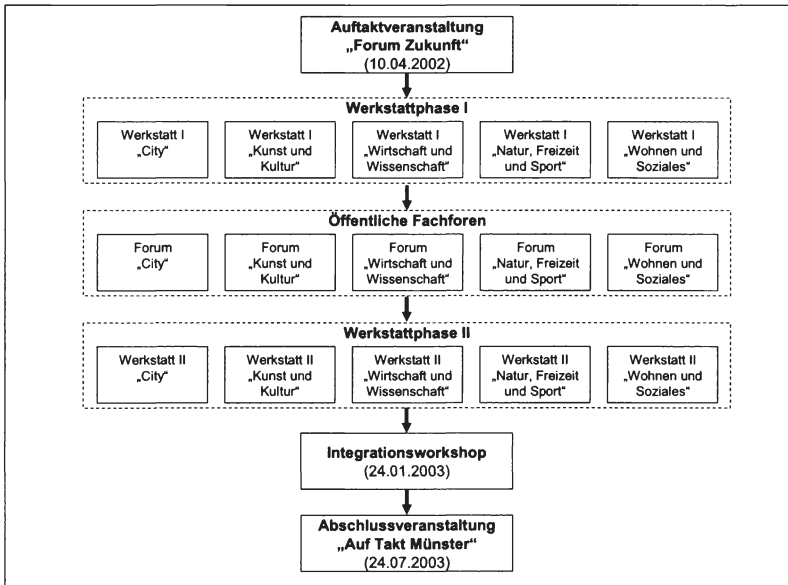 Auftaktveranstaltung
„Forum Zukunft“
(10.04.2002)
Werkstattphase I
Werkstatt I
„City“
Werkstatt I
„Kunst und
Kultur“
Werkstatt I
„Wirtschaft und
Wissenschaft“
Werkstatt I
„Natur, Freizeit
und Sport“
Werkstatt I
„Wohnen und
Soziales“
Öffentliche Fachforen
Forum
„City“
Forum
„Kunst und
Kultur“
Forum
„Wirtschaft und
Wissenschaft“
Forum
„Natur, Freizeit
und Sport“
Forum
„Wohnen und
Soziales“
Werkstattphase II
Werkstatt II
„City“
Werkstatt II
„Kunst und
Kultur“
Werkstatt II
„Wirtschaft und
Wissenschaft“
Werkstatt II
„Natur, Freizeit
und Sport“
Werkstatt II
„Wohnen und
Soziales“
Integrationsworkshop
(24.01.2003)
Abschlussveranstaltung
„Auf Takt Münster“
(24.07.2003)